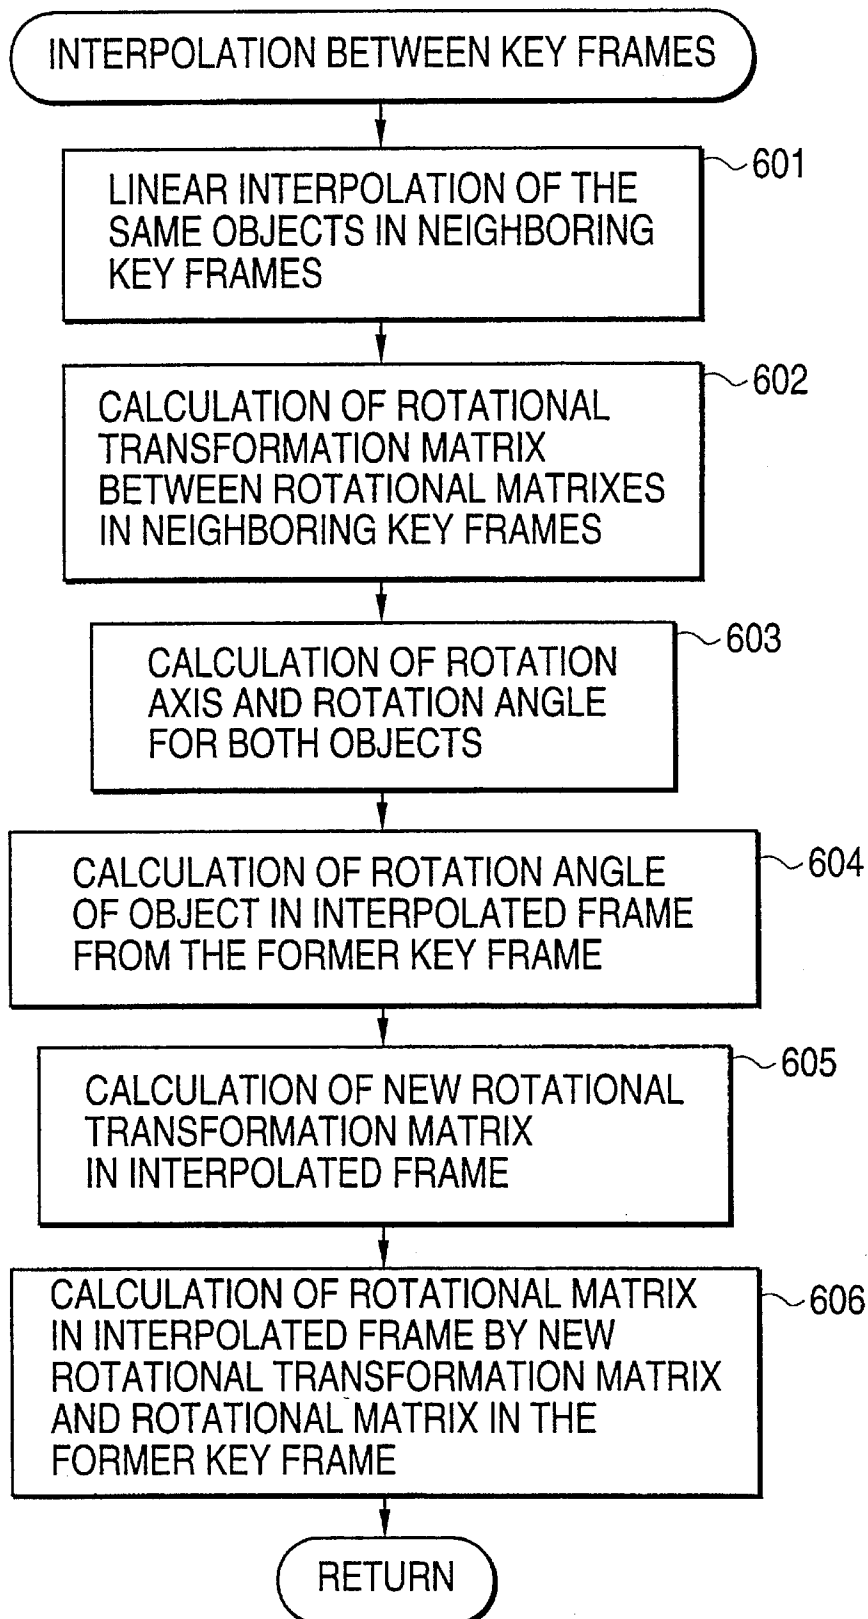 INTERPOLATION BETWEEN KEY FRAMES
601
LINEAR INTERPOLATION OF THE
SAME OBJECTS IN NEIGHBORING
KEY FRAMES
602
CALCULATION OF ROTATIONAL
TRANSFORMATION MATRIX
BETWEEN ROTATIONAL MATRIXES
IN NEIGHBORING KEY FRAMES
603
CALCULATION OF ROTATION
AXIS AND ROTATION ANGLE
FOR BOTH OBJECTS
604
CALCULATION OF ROTATION ANGLE
OF OBJECT IN INTERPOLATED FRAME
FROM THE FORMER KEY FRAME
605
CALCULATION OF NEW ROTATIONAL
TRANSFORMATION MATRIX
IN INTERPOLATED FRAME
606
CALCULATION OF ROTATIONAL MATRIX
IN INTERPOLATED FRAME BY NEW
ROTATIONAL TRANSFORMATION MATRIX
AND ROTATIONAL MATRIX IN THE
FORMER KEY FRAME
RETURN